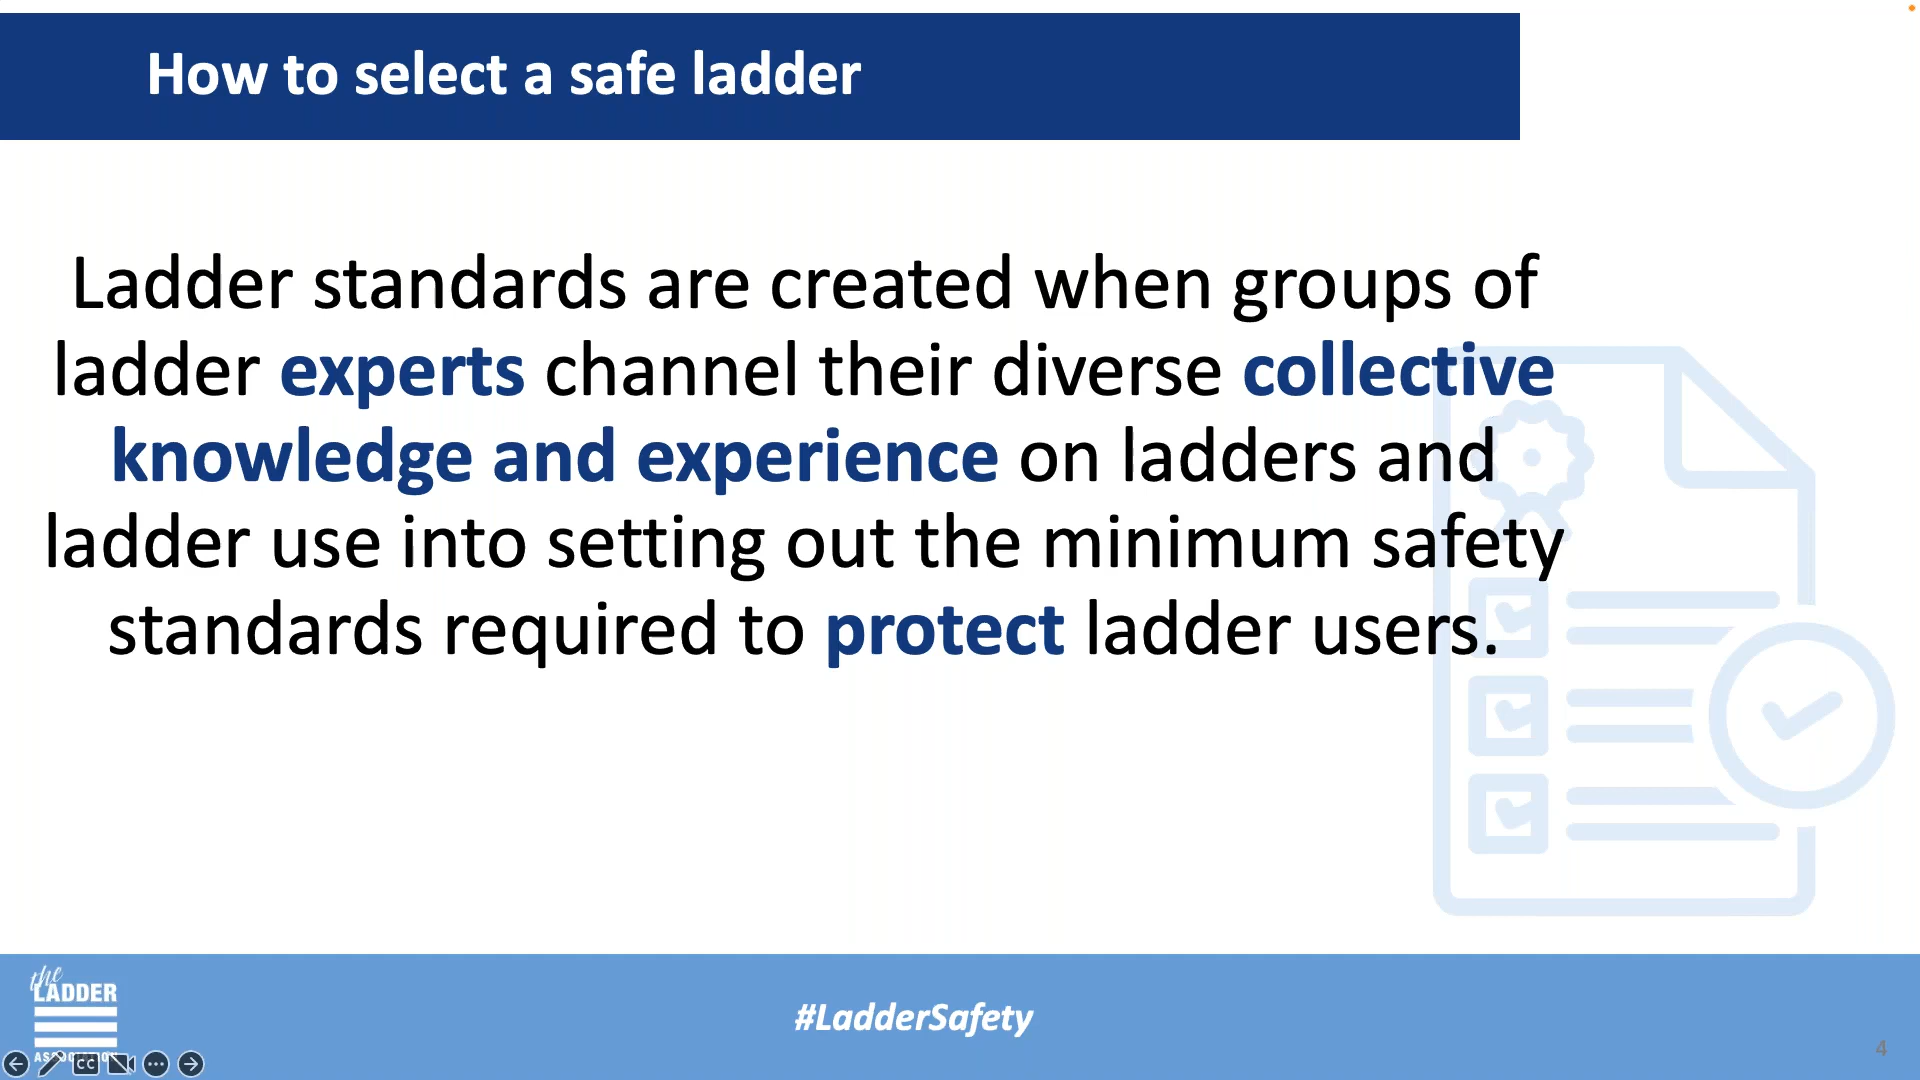 How to select a safe ladder
Ladder standards are created when groups of
ladder experts channel their diverse collective
knowledge and experience on ladders and
ladder use into setting out the minimum safety
standards required to protect ladder users.
the
LADDER
ASSOCIATION
#LadderSafety
CC
4